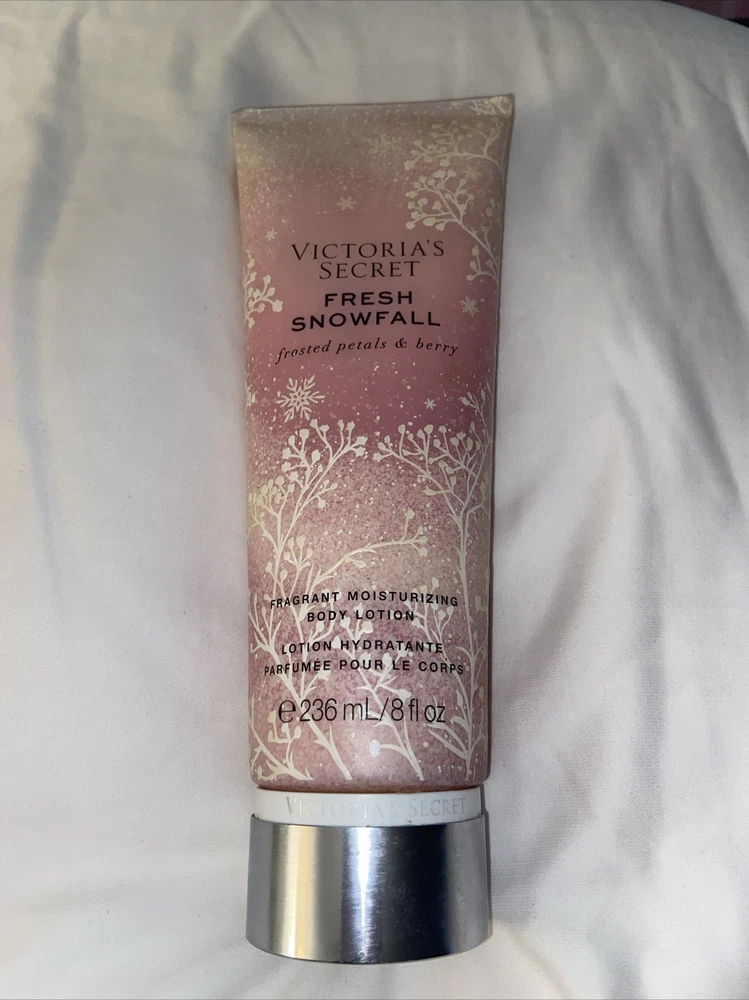 VICTORIA'S
SECRET
FRESH
SNOWFALL
frosted petals & berry
FRAGRANT MOISTURIZING
BODY LOTION
LOTION HYDRATANTE
PARFUMÉE POUR LE CORPS
℮ 236 mL/8 fl oz
VICTORIA'S SECRET